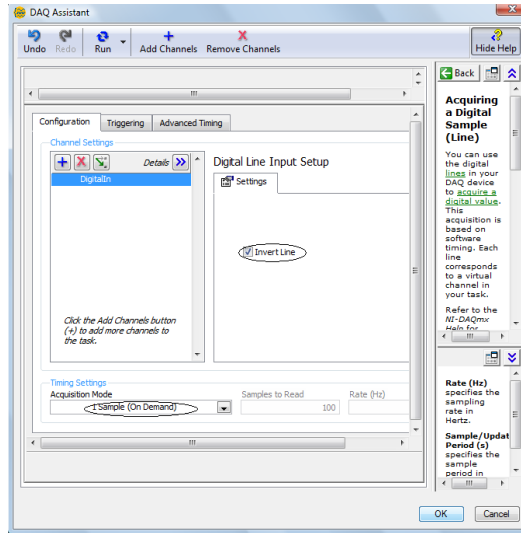 DAQ Assistant
Undo Redo Run Add Channels Remove Channels Hide Help
Configuration Triggering Advanced Timing
Channel Settings
Details
DigitalIn
Click the Add Channels button
(+) to add more channels to
the task.
Digital Line Input Setup
Settings
Invert Line
Timing Settings
Acquisition Mode
1 Sample (On Demand)
Samples to Read
100
Rate (Hz)
Back
Acquiring
a Digital
Sample
(Line)
You can use
the digital
lines in your
DAQ device
to acquire a
digital value.
This
acquisition is
based on
software
timing. Each
line
corresponds
to a virtual
channel in
your task.
Refer to the
NI-DAQmx
Help for
Rate (Hz)
specifies the
sampling
rate in
Hertz.
Sample/Updat
Period (s)
specifies the
sample
period in
OK Cancel